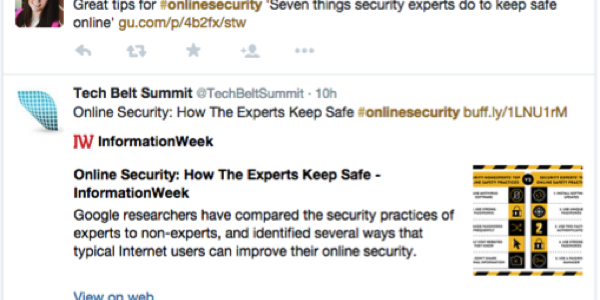 Great tips for #onlinesecurity 'Seven things security experts do to keep safe
online' gu.com/p/4b2fx/stw
Tech Belt Summit @TechBeltSummit · 10h
Online Security: How The Experts Keep Safe #onlinesecurity buff.ly/1LNU1rM
IW InformationWeek
Online Security: How The Experts Keep Safe -
InformationWeek
Google researchers have compared the security practices of
experts to non-experts, and identified several ways that
typical Internet users can improve their online security.
View on web